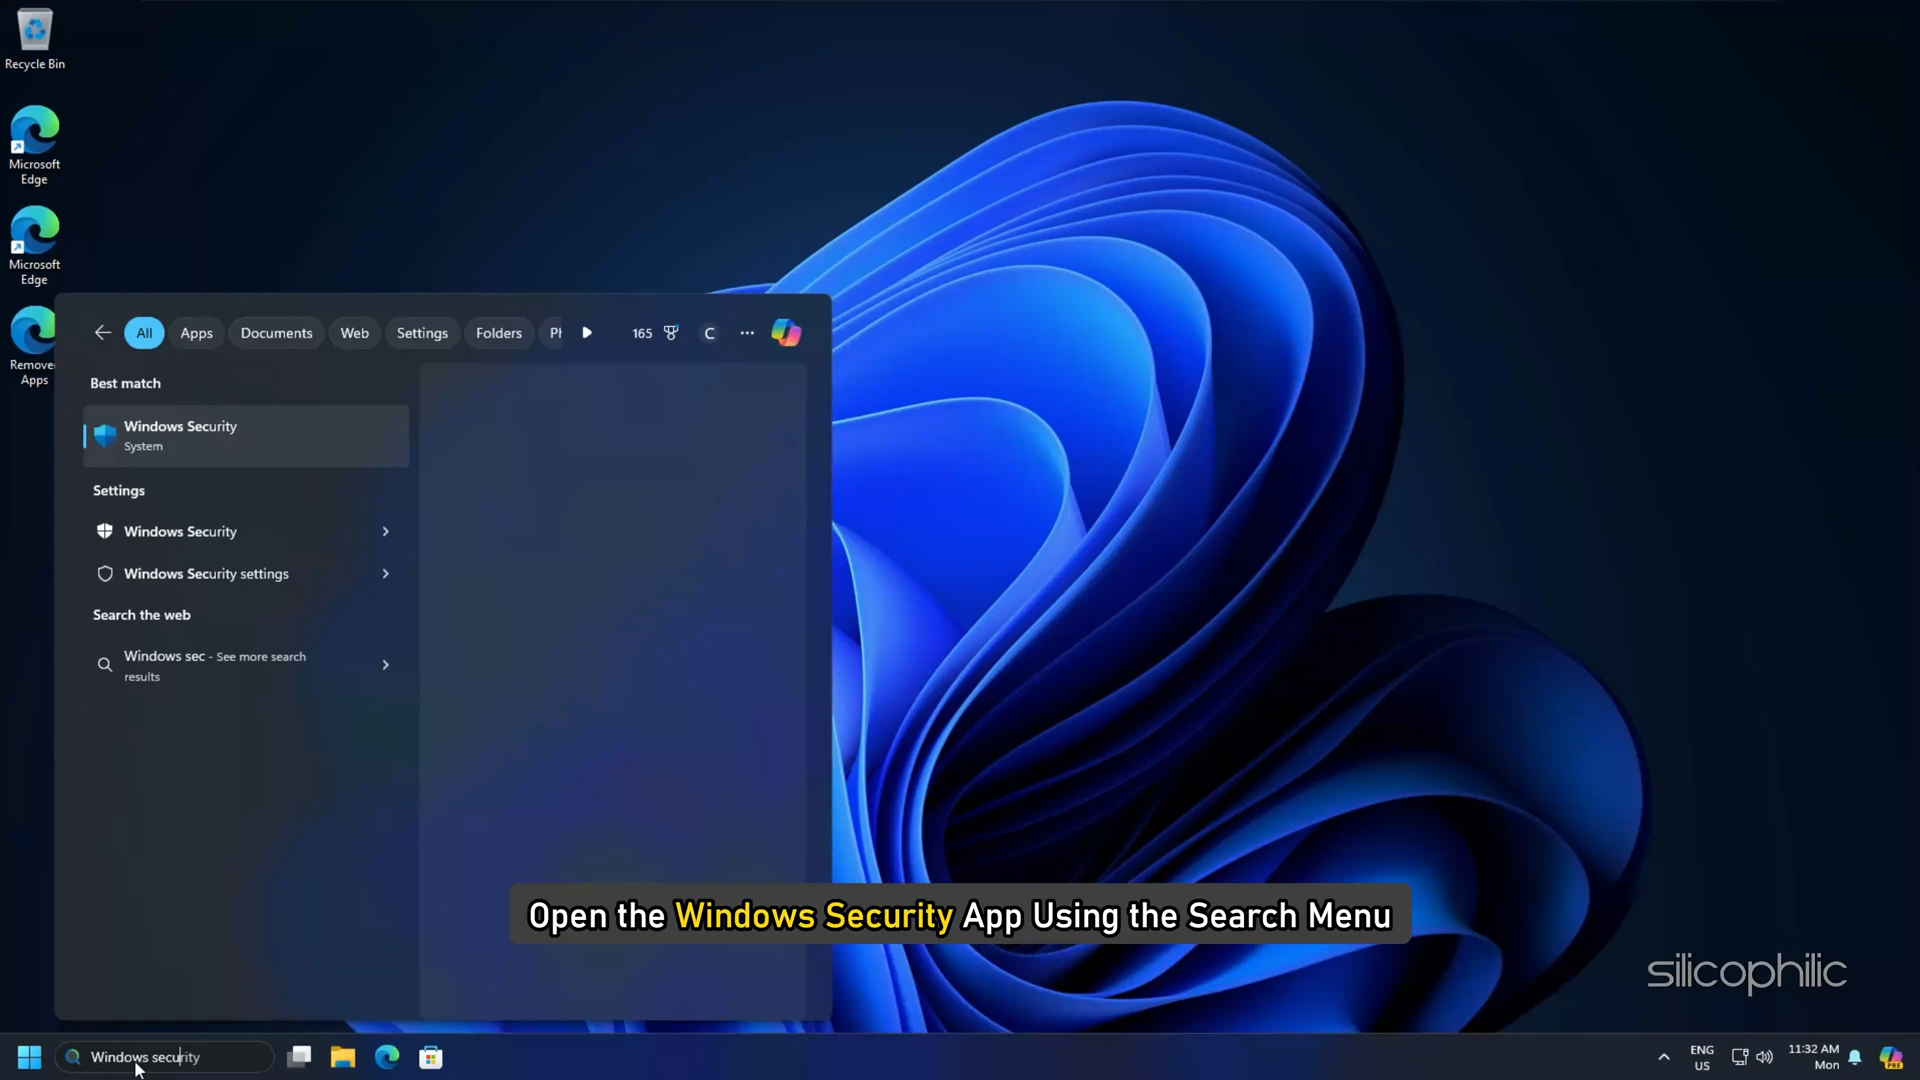 Recycle Bin
Microsoft
Edge
Microsoft
Edge
Remove
Apps
All
Apps
Documents
Web
Settings
Folders
165
C
Best match
Windows Security
System
Settings
Windows Security
Windows Security settings
Search the web
Windows sec - See more search
results
Open the Windows Security App Using the Search Menu
silicophilic
Windows security
ENG
US
11:32 AM
Mon
PRE